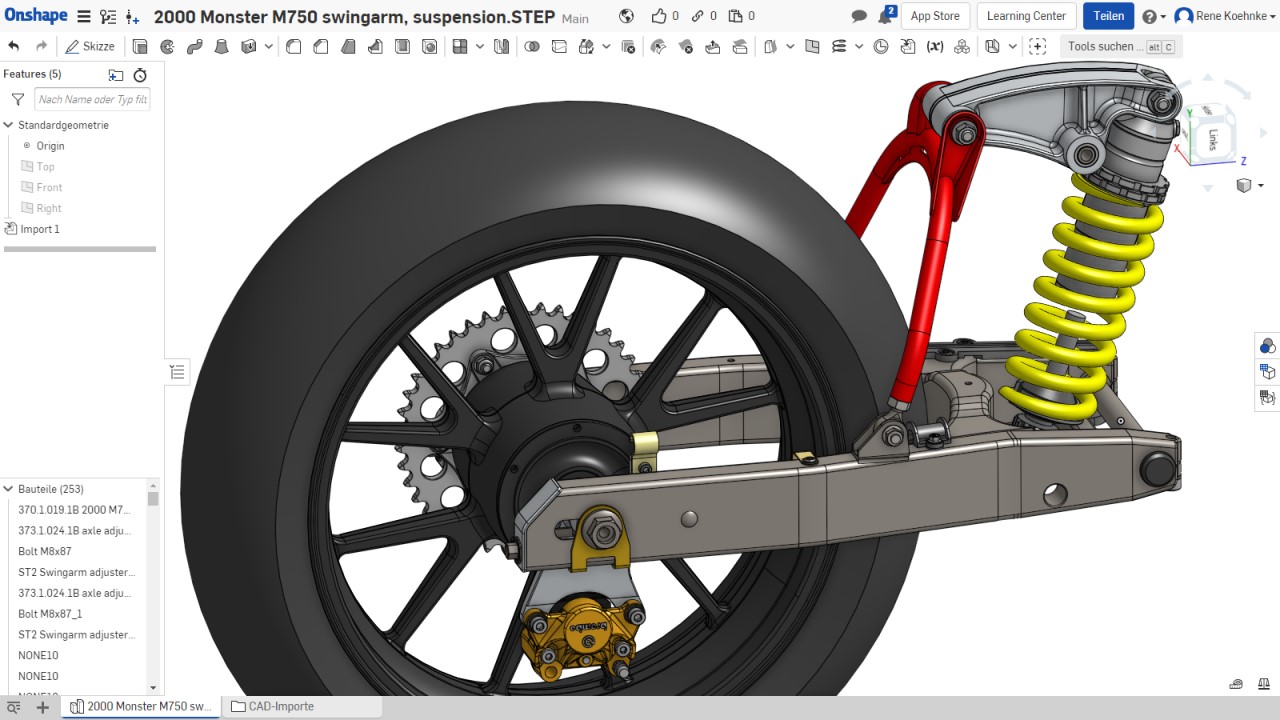 Onshape 2000 Monster M750 swingarm, suspension.STEP Main 0 0 0 2 App Store Learning Center Teilen Rene Koehnke
Skizze (x) Tools suchen ... alt C
Features (5)
Nach Name oder Typ filt
Standardgeometrie
Origin
Top
Front
Right
Import 1
Y
Links
X
Z
Bauteile (253)
370.1.019.1B 2000 M7...
373.1.024.1B axle adju...
Bolt M8x87
ST2 Swingarm adjuster...
373.1.024.1B axle adju...
Bolt M8x87_1
ST2 Swingarm adjuster...
NONE10
NONE10
NONE10
2000 Monster M750 sw... CAD-Importe